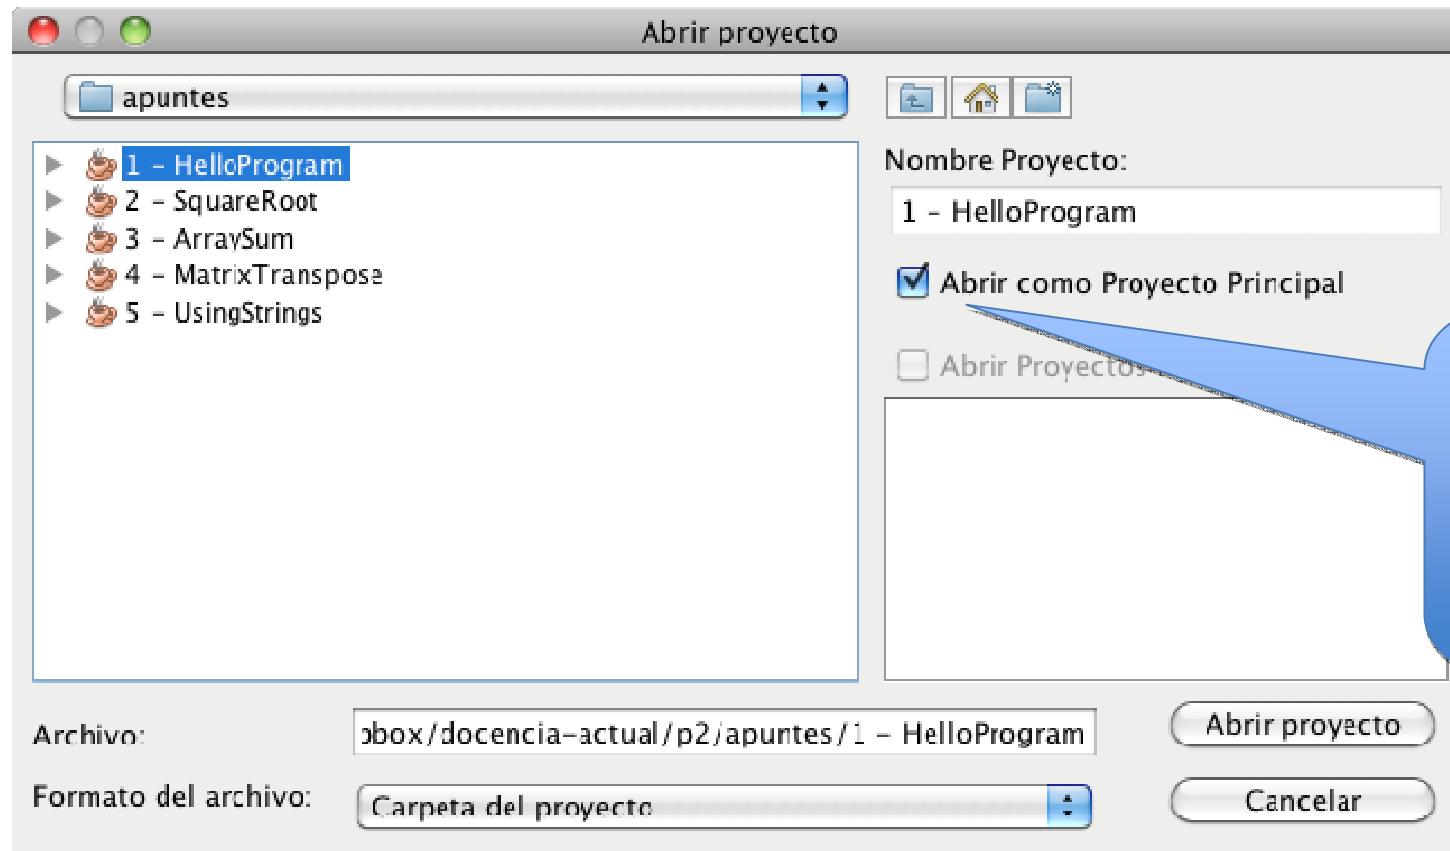 Abrir proyecto
apuntes
1 - HelloProgram
2 - SquareRoot
3 - ArraySum
4 - MatrixTranspose
5 - UsingStrings
Nombre Proyecto:
1 - HelloProgram
Abrir como Proyecto Principal
Abrir Proyectos
Archivo:
box/docencia-actual/p2/apuntes/1 - HelloProgram
Abrir proyecto
Formato del archivo:
Carpeta del proyecto
Cancelar